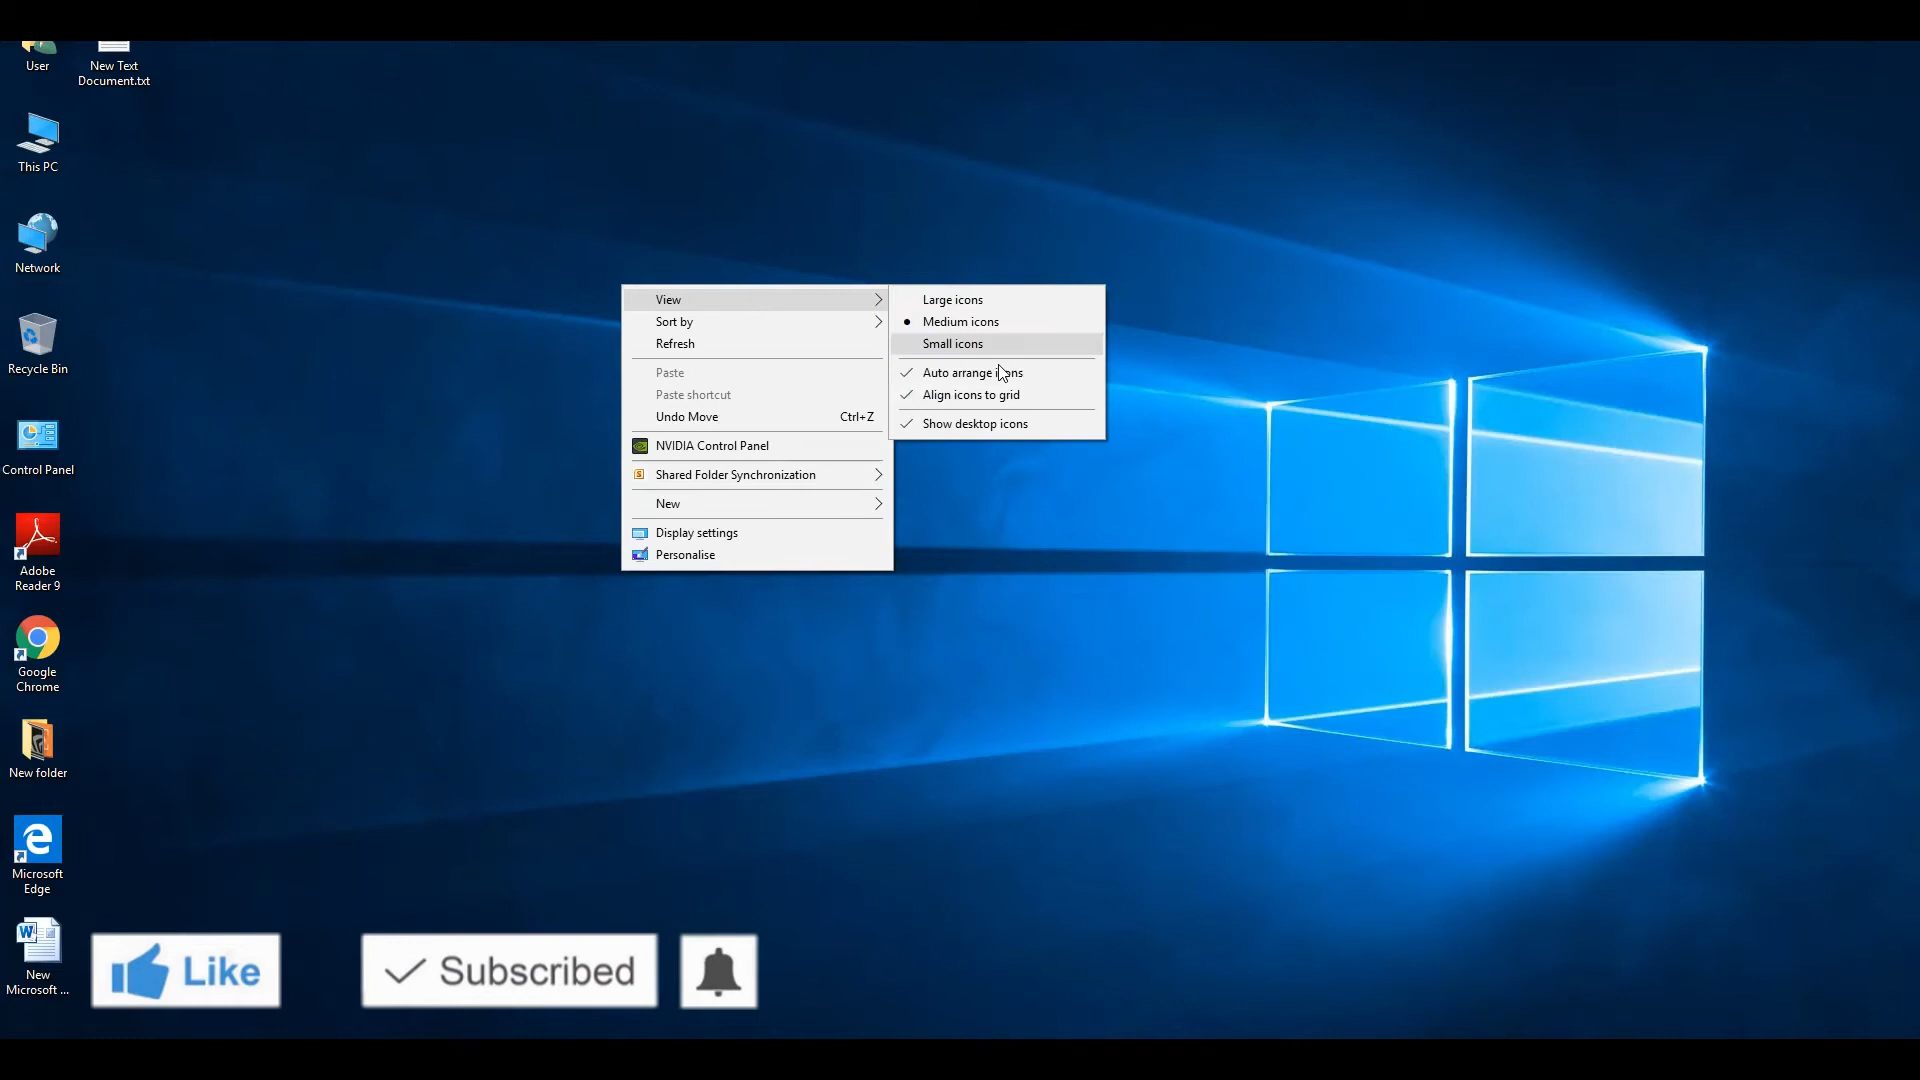 User
New Text
Document.txt
This PC
Network
Recycle Bin
Control Panel
Adobe
Reader 9
Google
Chrome
New folder
Microsoft
Edge
New
Microsoft ...
View
Sort by
Refresh
Paste
Paste shortcut
Undo Move Ctrl+Z
NVIDIA Control Panel
Shared Folder Synchronization
New
Display settings
Personalise
Large icons
Medium icons
Small icons
Auto arrange icons
Align icons to grid
Show desktop icons
Like
Subscribed